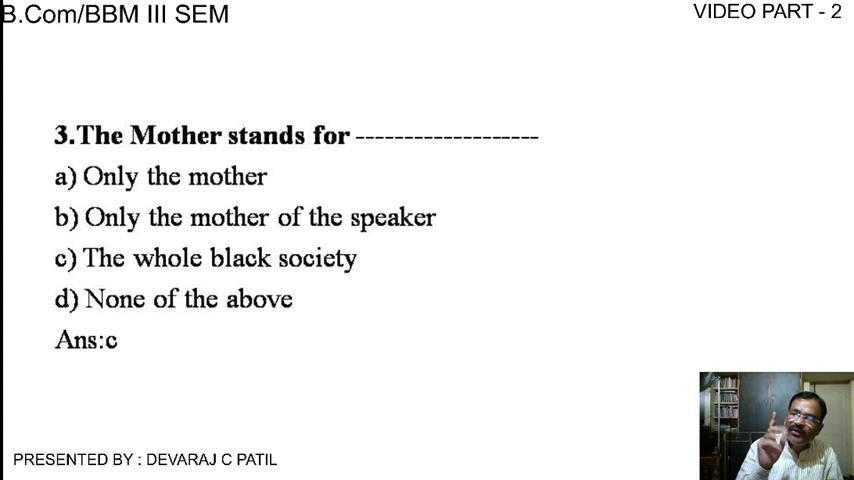 B.Com/BBM III SEM
VIDEO PART - 2
3.The Mother stands for -------------------
a) Only the mother
b) Only the mother of the speaker
c) The whole black society
d) None of the above
Ans:c
PRESENTED BY : DEVARAJ C PATIL